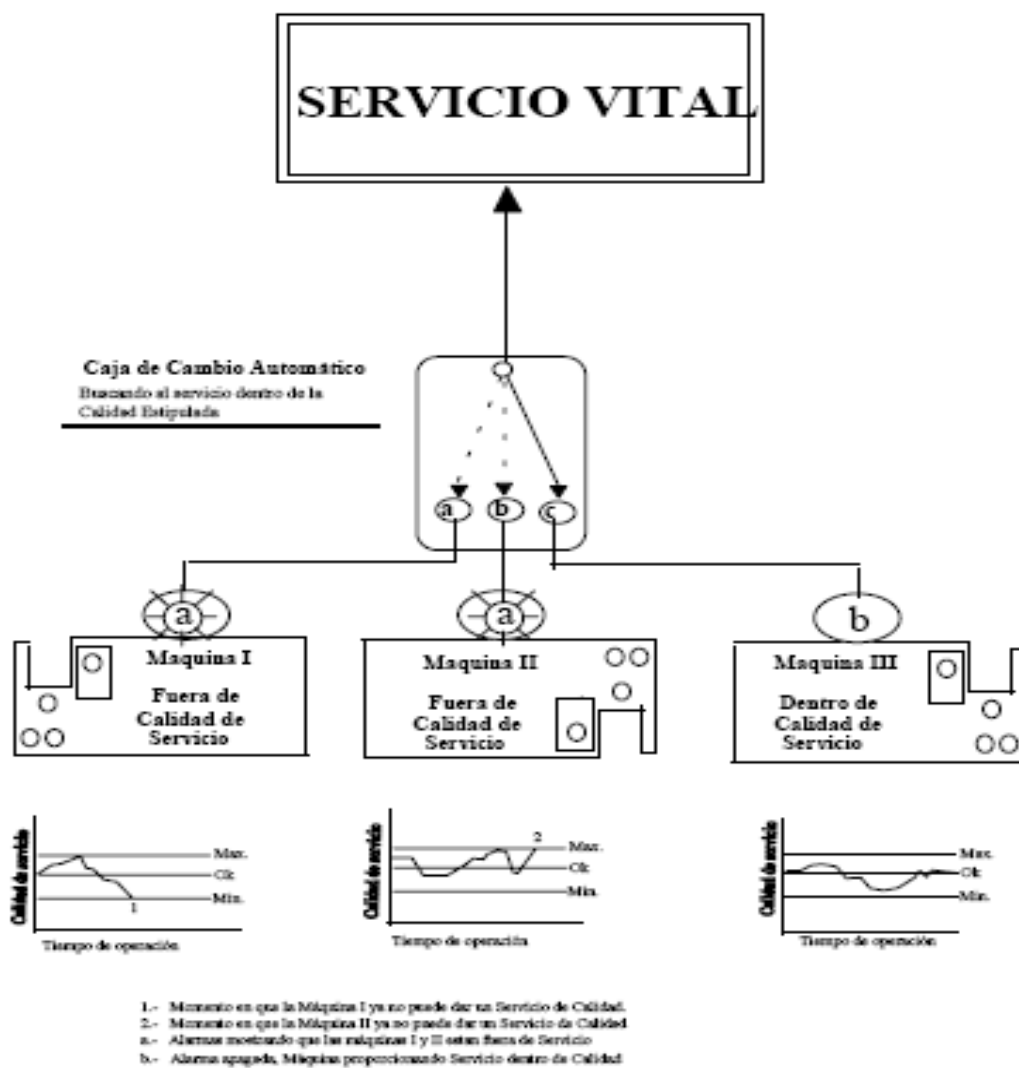 SERVICIO VITAL
Caja de Cambio Automático
Buscando al servicio dentro de la
Calidad Estipulada
a
b
c
a
a
b
Maquina I
Fuera de
Calidad de
Servicio
Maquina II
Fuera de
Calidad de
Servicio
Maquina III
Dentro de
Calidad de
Servicio
Calidad de servicio
Max.
Ok
Min.
1
Tiempo de operación
Calidad de servicio
2
Max.
Ok
Min.
Tiempo de operación
Calidad de servicio
Max.
Ok
Min.
Tiempo de operación
1.- Momento en que la Máquina I ya no puede dar un Servicio de Calidad.
2.- Momento en que la Máquina II ya no puede dar un Servicio de Calidad
a.- Alarmas mostrando que las máquinas I y II estan fuera de Servicio
b.- Alarma apagada, Máquina proporcionando Servicio dentro de Calidad